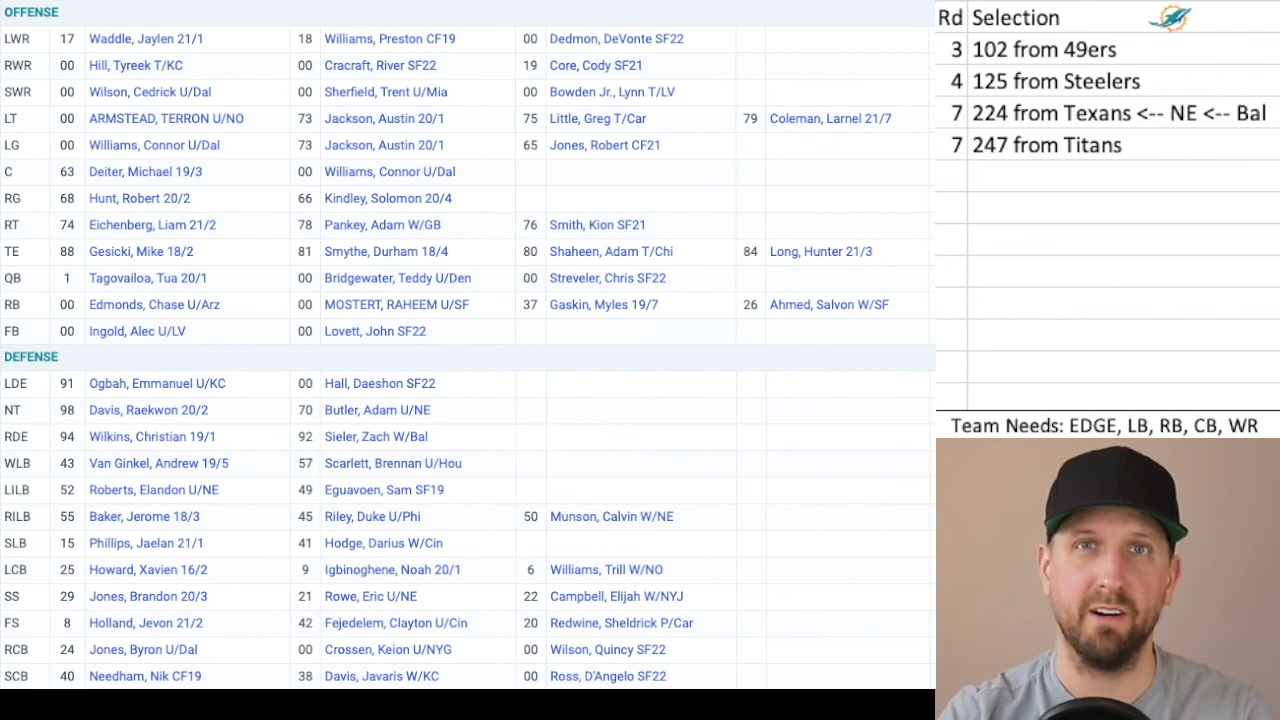 OFFENSE
LWR 17 Waddle, Jaylen 21/1 18 Williams, Preston CF19 00 Dedmon, DeVonte SF22
RWR 00 Hill, Tyreek T/KC 00 Cracraft, River SF22 19 Core, Cody SF21
SWR 00 Wilson, Cedrick U/Dal 00 Sherfield, Trent U/Mia 00 Bowden Jr., Lynn T/LV
LT 00 ARMSTEAD, TERRON U/NO 73 Jackson, Austin 20/1 75 Little, Greg T/Car 79 Coleman, Larnel 21/7
LG 00 Williams, Connor U/Dal 73 Jackson, Austin 20/1 65 Jones, Robert CF21
C 63 Deiter, Michael 19/3 00 Williams, Connor U/Dal
RG 68 Hunt, Robert 20/2 66 Kindley, Solomon 20/4
RT 74 Eichenberg, Liam 21/2 78 Pankey, Adam W/GB 76 Smith, Kion SF21
TE 88 Gesicki, Mike 18/2 81 Smythe, Durham 18/4 80 Shaheen, Adam T/Chi 84 Long, Hunter 21/3
QB 1 Tagovailoa, Tua 20/1 00 Bridgewater, Teddy U/Den 00 Streveler, Chris SF22
RB 00 Edmonds, Chase U/Arz 00 MOSTERT, RAHEEM U/SF 37 Gaskin, Myles 19/7 26 Ahmed, Salvon W/SF
FB 00 Ingold, Alec U/LV 00 Lovett, John SF22
DEFENSE
LDE 91 Ogbah, Emmanuel U/KC 00 Hall, Daeshon SF22
NT 98 Davis, Raekwon 20/2 70 Butler, Adam U/NE
RDE 94 Wilkins, Christian 19/1 92 Sieler, Zach W/Bal
WLB 43 Van Ginkel, Andrew 19/5 57 Scarlett, Brennan U/Hou
LILB 52 Roberts, Elandon U/NE 49 Eguavoen, Sam SF19
RILB 55 Baker, Jerome 18/3 45 Riley, Duke U/Phi 50 Munson, Calvin W/NE
SLB 15 Phillips, Jaelan 21/1 41 Hodge, Darius W/Cin
LCB 25 Howard, Xavien 16/2 9 Igbinoghene, Noah 20/1 6 Williams, Trill W/NO
SS 29 Jones, Brandon 20/3 21 Rowe, Eric U/NE 22 Campbell, Elijah W/NYJ
FS 8 Holland, Jevon 21/2 42 Fejedelem, Clayton U/Cin 20 Redwine, Sheldrick P/Car
RCB 24 Jones, Byron U/Dal 00 Crossen, Keion U/NYG 00 Wilson, Quincy SF22
SCB 40 Needham, Nik CF19 38 Davis, Javaris W/KC 00 Ross, D'Angelo SF22
Rd Selection
3 102 from 49ers
4 125 from Steelers
7 224 from Texans <-- NE <-- Bal
7 247 from Titans
Team Needs: EDGE, LB, RB, CB, WR